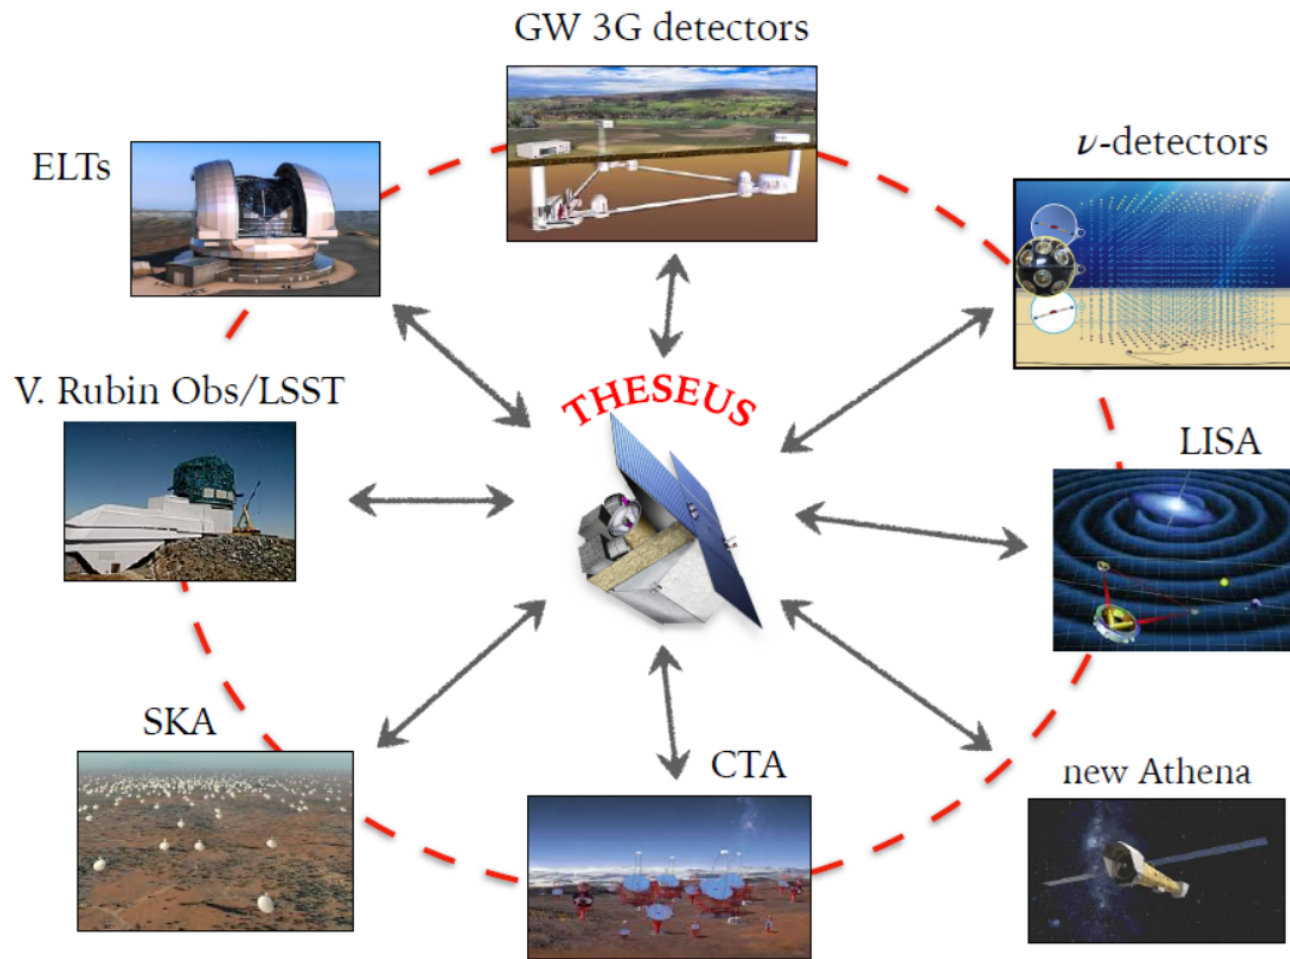 GW 3G detectors
ELTs
ν-detectors
THESEUS
V. Rubin Obs/LSST
LISA
SKA
CTA
new Athena